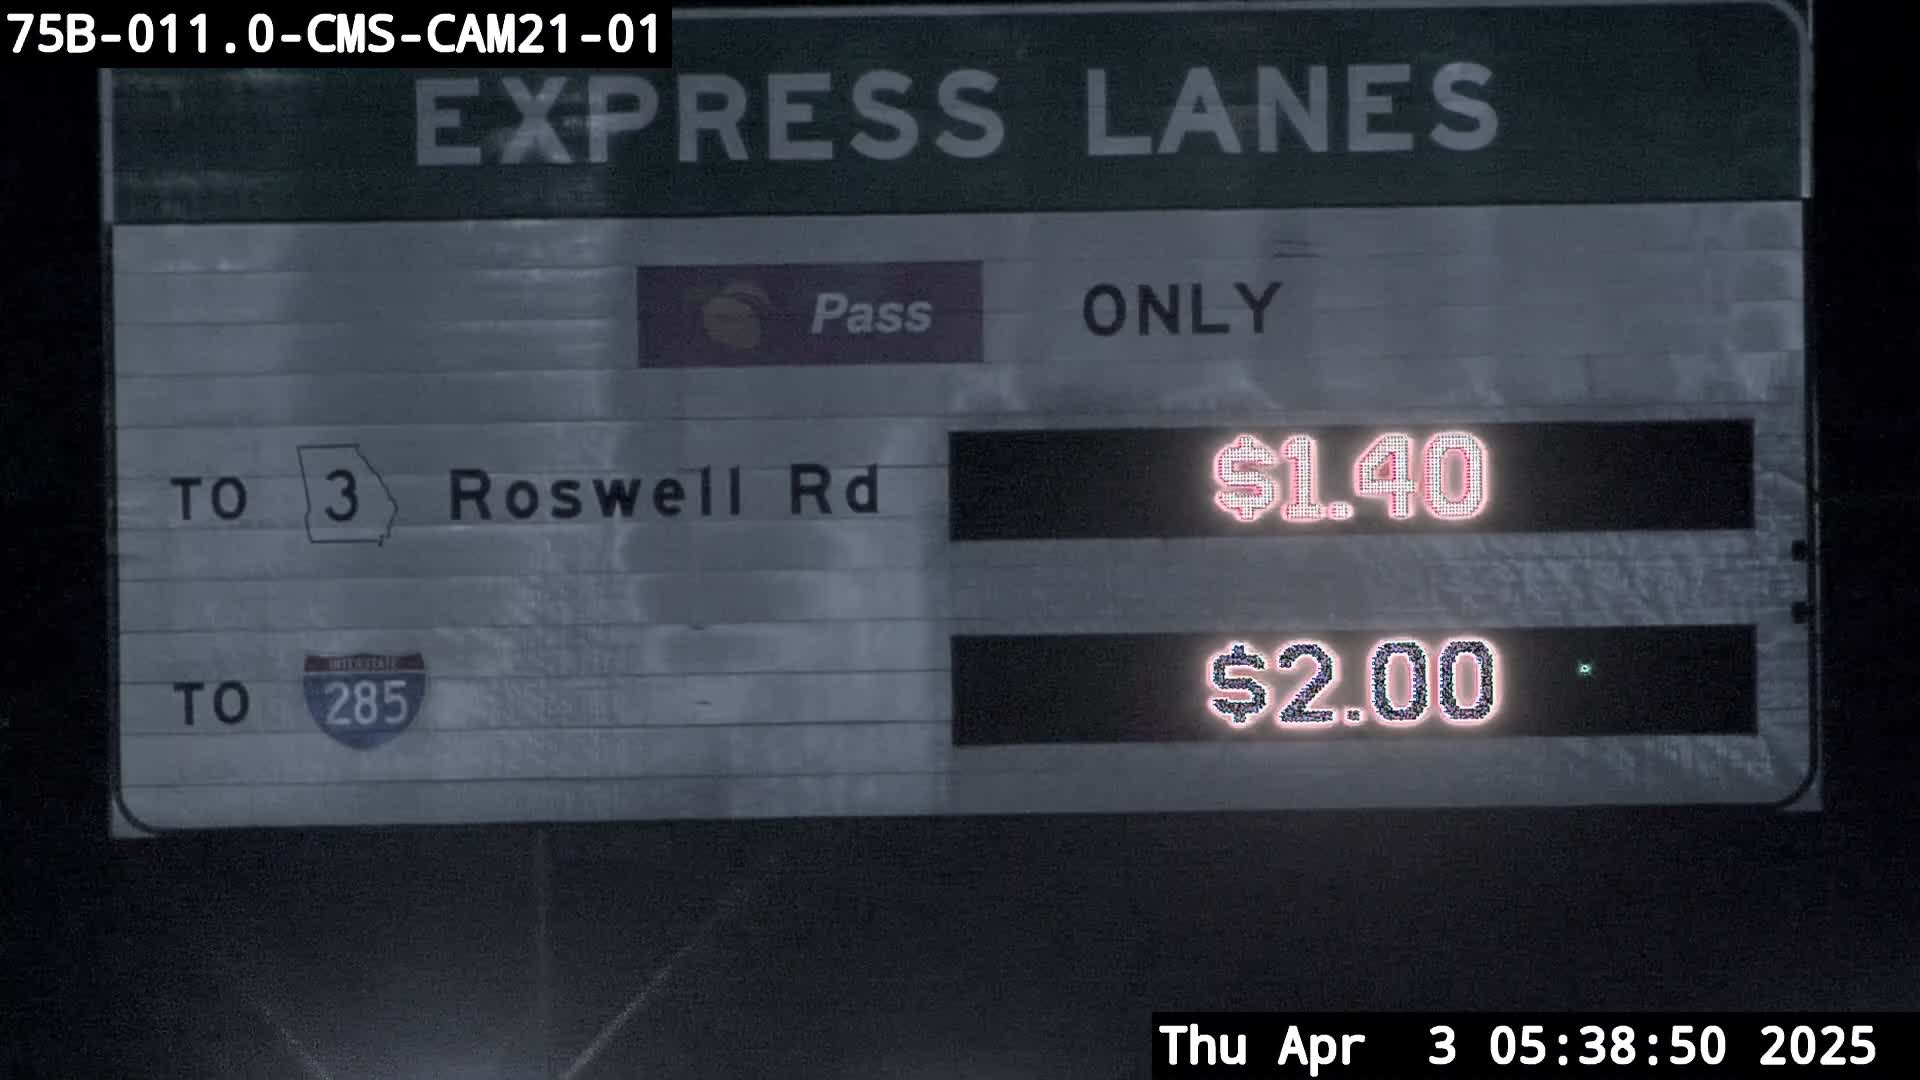 75B-011.0-CMS-CAM21-01
EXPRESS LANES
Pass ONLY
TO 3 Roswell Rd $1.40
INTERSTATE
TO 285 $2.00
Thu Apr 3 05:38:50 2025